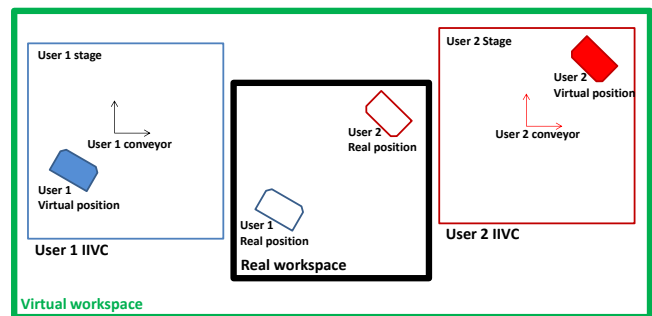 User 1 stage
User 1 conveyor
User 1
Virtual position
User 1 IIVC
User 2
Real position
User 1
Real position
Real workspace
User 2 Stage
User 2
Virtual position
User 2 conveyor
User 2 IIVC
Virtual workspace